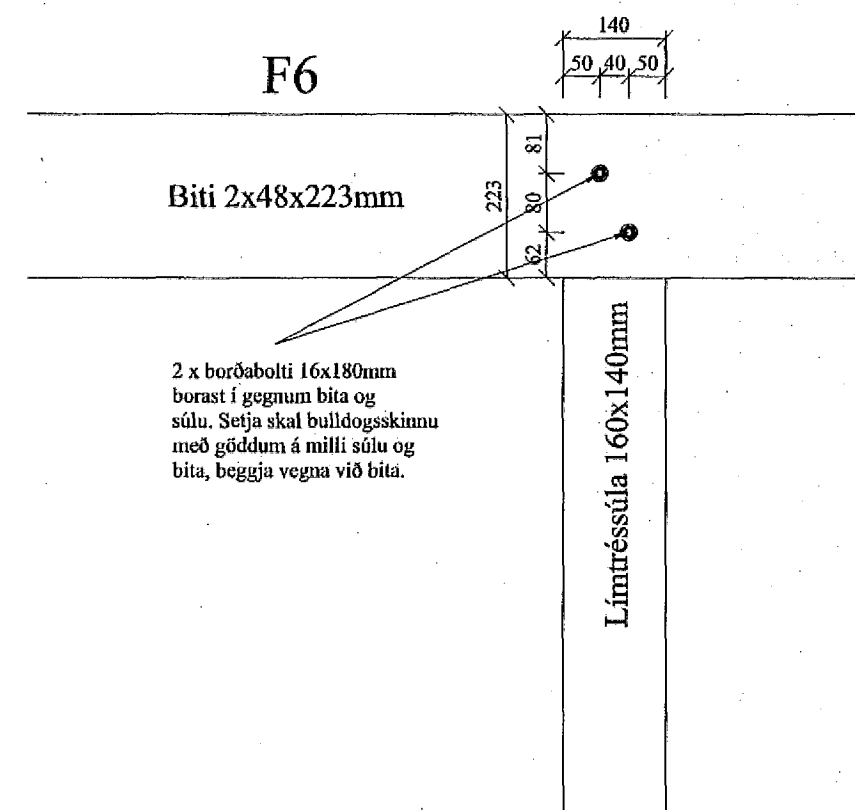 140
50 40 50
F6
81
Biti 2x48x223mm
223
80
62
2 x borðabolti 16x180mm
borast í gegnum bita og
súlu. Setja skal bulldogsskinnu
með göddum á milli súlu og
bita, beggja vegna við bita.
Límtréssúla 160x140mm